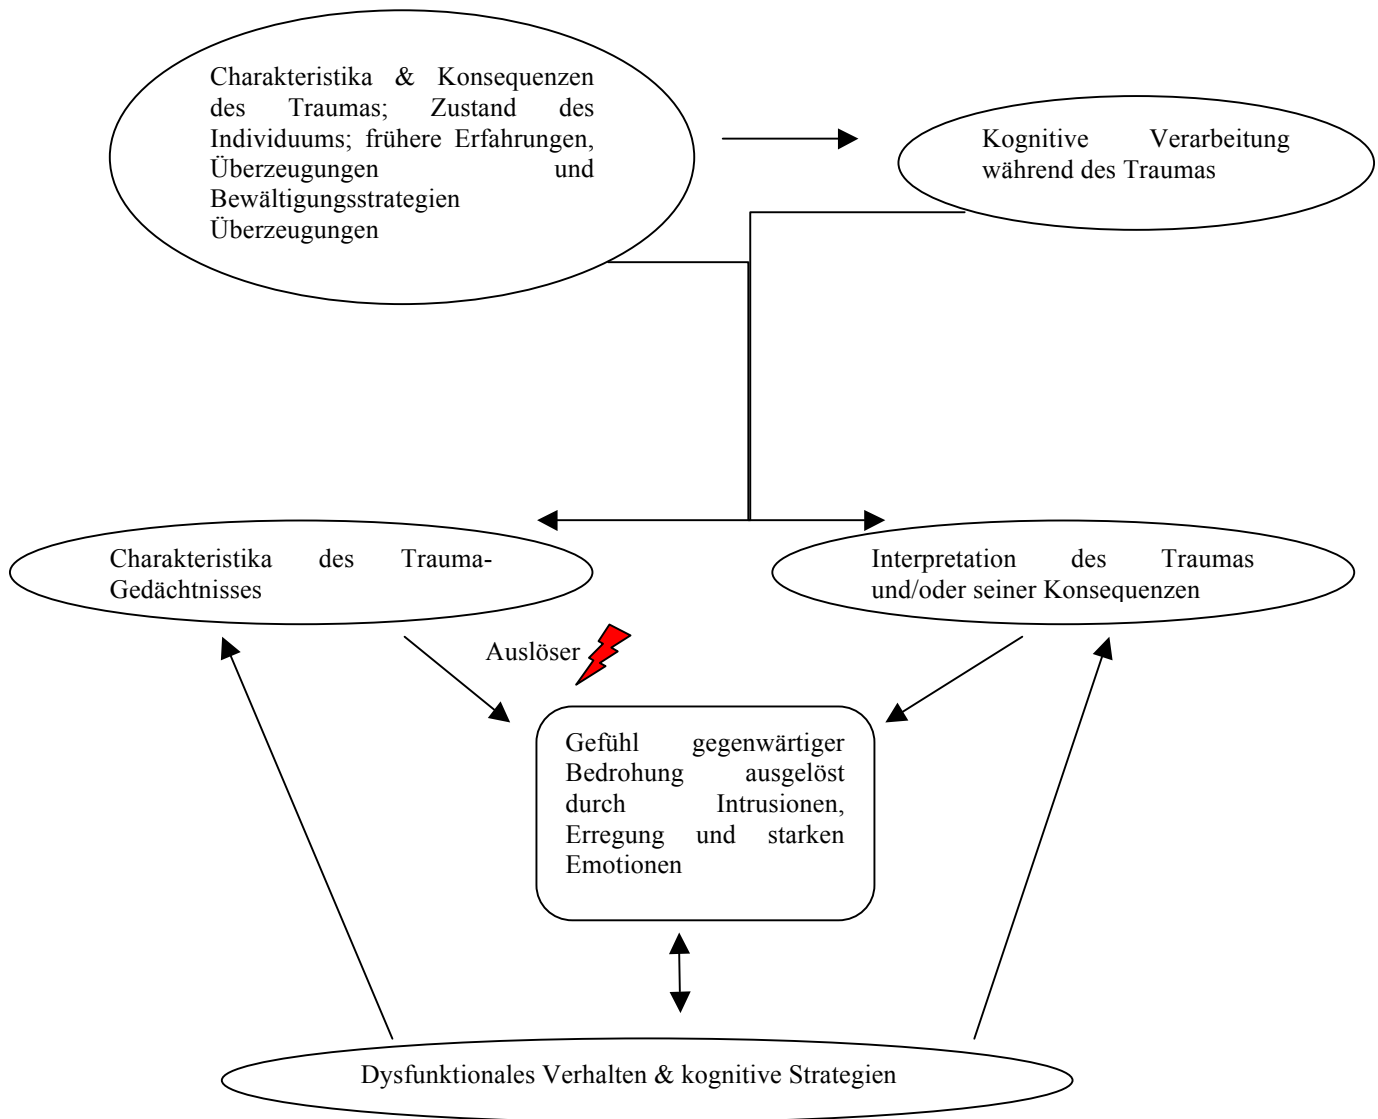 Charakteristika & Konsequenzen
des Traumas; Zustand des
Individuums; frühere Erfahrungen,
Überzeugungen und
Bewältigungsstrategien
Überzeugungen
Kognitive Verarbeitung
während des Traumas
Charakteristika des Trauma-
Gedächtnisses
Interpretation des Traumas
und/oder seiner Konsequenzen
Auslöser
Gefühl gegenwärtiger
Bedrohung ausgelöst
durch Intrusionen,
Erregung und starken
Emotionen
Dysfunktionales Verhalten & kognitive Strategien